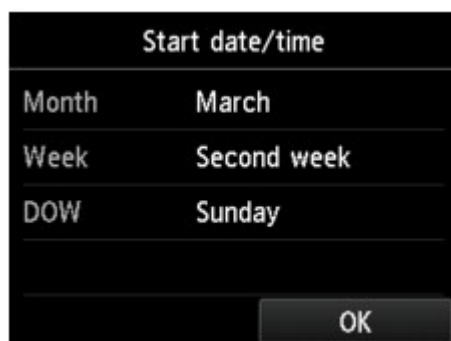 Start date/time
Month March
Week Second week
DOW Sunday
OK